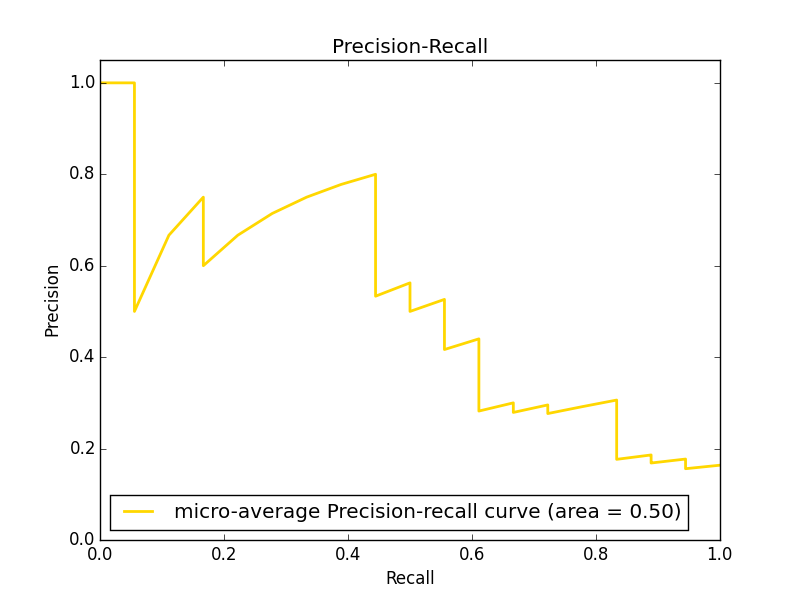 Precision-Recall
1.0
0.8
0.6
0.4
0.2
0.0
Precision
micro-average Precision-recall curve (area = 0.50)
0.0 0.2 0.4 0.6 0.8 1.0
Recall